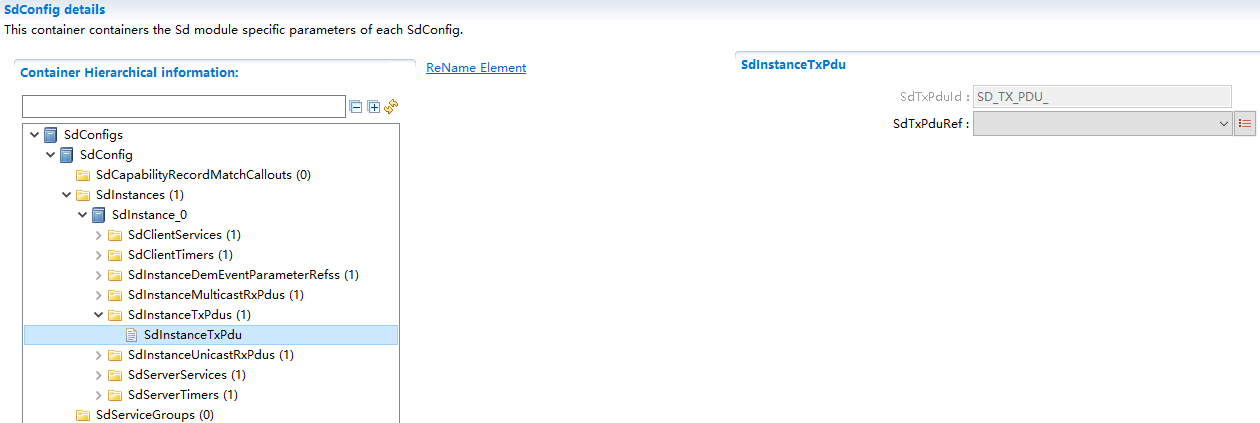 SdConfig details
This container containers the Sd module specific parameters of each SdConfig.
Container Hierarchical information:
ReName Element
SdConfigs
SdConfig
SdCapabilityRecordMatchCallouts (0)
SdInstances (1)
SdInstance_0
SdClientServices (1)
SdClientTimers (1)
SdInstanceDemEventParameterRefss (1)
SdInstanceMulticastRxPdus (1)
SdInstanceTxPdus (1)
SdInstanceTxPdu
SdInstanceUnicastRxPdus (1)
SdServerServices (1)
SdServerTimers (1)
SdServiceGroups (0)
SdInstanceTxPdu
SdTxPduId : SD_TX_PDU_
SdTxPduRef :